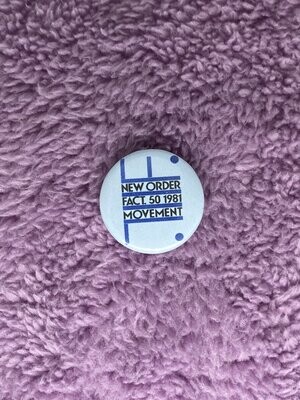 NEW ORDER
FACT. 50 1981
MOVEMENT